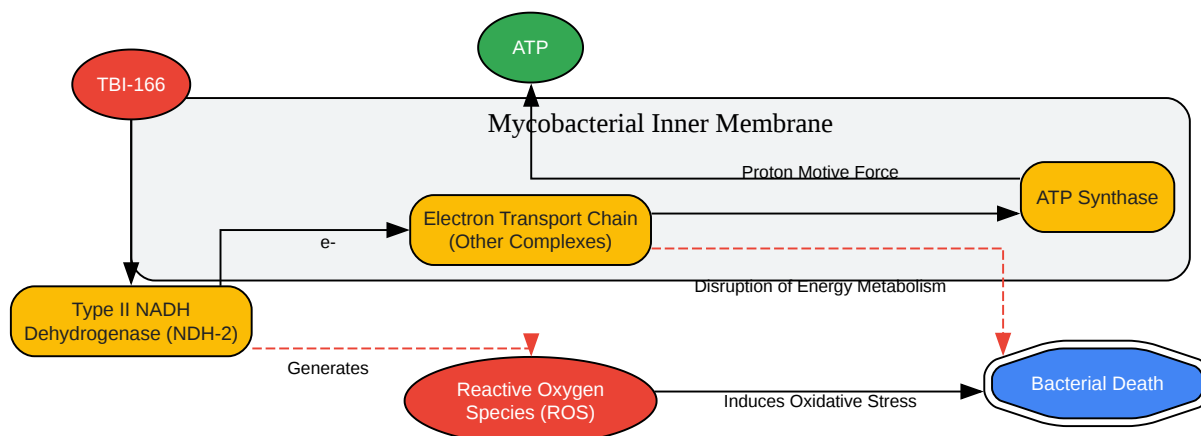 ATP
TBI-166
Mycobacterial Inner Membrane
Proton Motive Force
ATP Synthase
Electron Transport Chain
(Other Complexes)
e-
Disruption of Energy Metabolism
Type II NADH
Dehydrogenase (NDH-2)
Generates
Reactive Oxygen
Species (ROS)
Induces Oxidative Stress
Bacterial Death